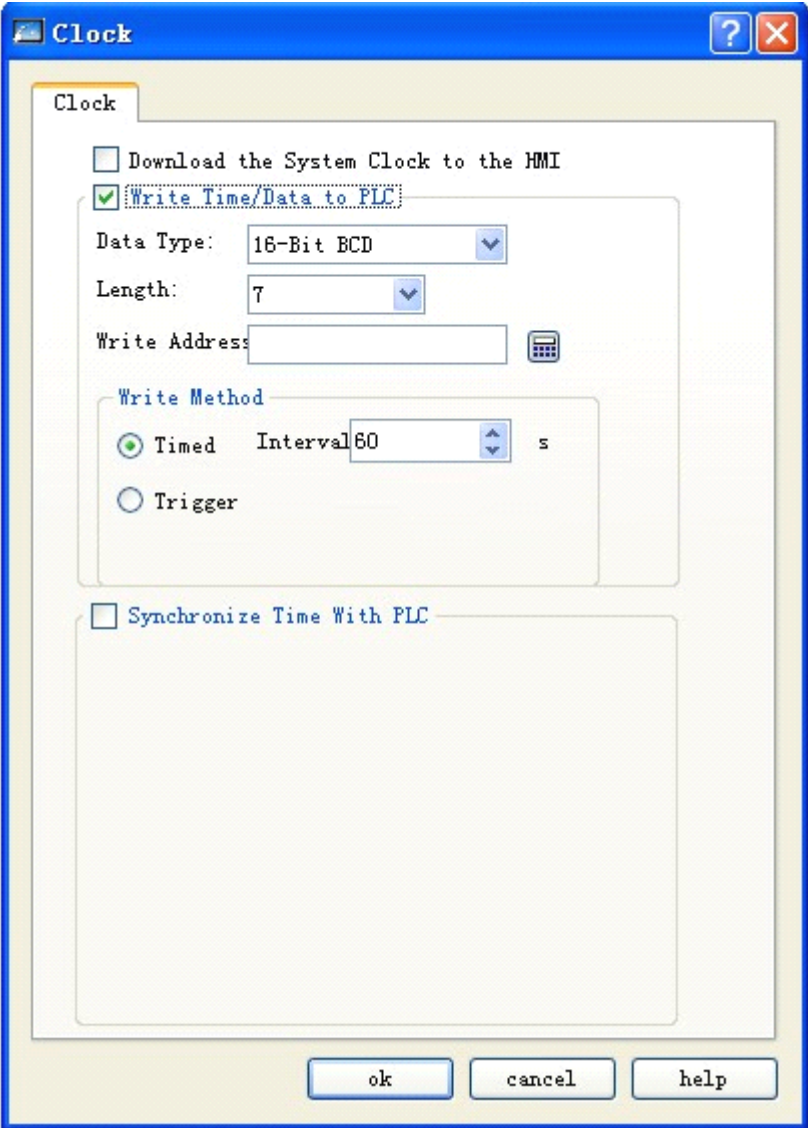 Clock
Clock
Download the System Clock to the HMI
Write Time/Data to PLC
Data Type: 16-Bit BCD
Length: 7
Write Address
Write Method
Timed Interval 60 s
Trigger
Synchronize Time With PLC
ok cancel help